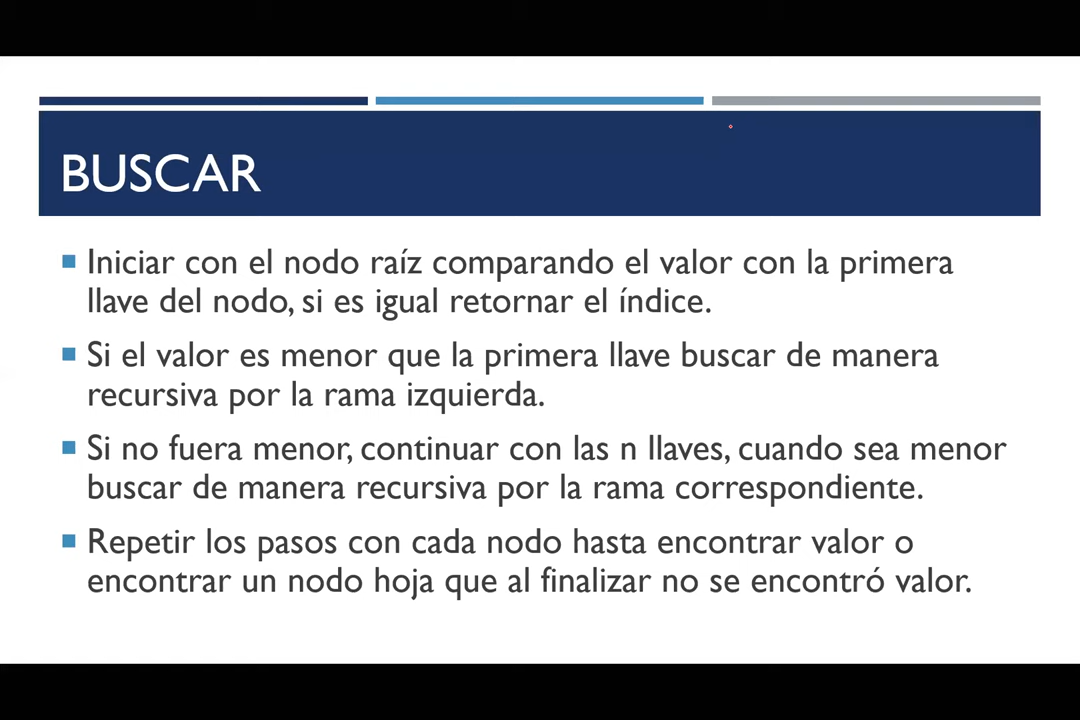 BUSCAR
Iniciar con el nodo raíz comparando el valor con la primera
llave del nodo, si es igual retornar el índice.
Si el valor es menor que la primera llave buscar de manera
recursiva por la rama izquierda.
Si no fuera menor, continuar con las n llaves, cuando sea menor
buscar de manera recursiva por la rama correspondiente.
Repetir los pasos con cada nodo hasta encontrar valor o
encontrar un nodo hoja que al finalizar no se encontró valor.